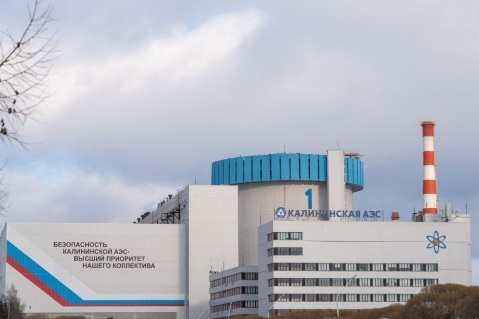 1
КАЛИНИНСКАЯ АЭС
БЕЗОПАСНОСТЬ
КАЛИНИНСКОЙ АЭС-
ВЫСШИЙ ПРИОРИТЕТ
НАШЕГО КОЛЛЕКТИВА